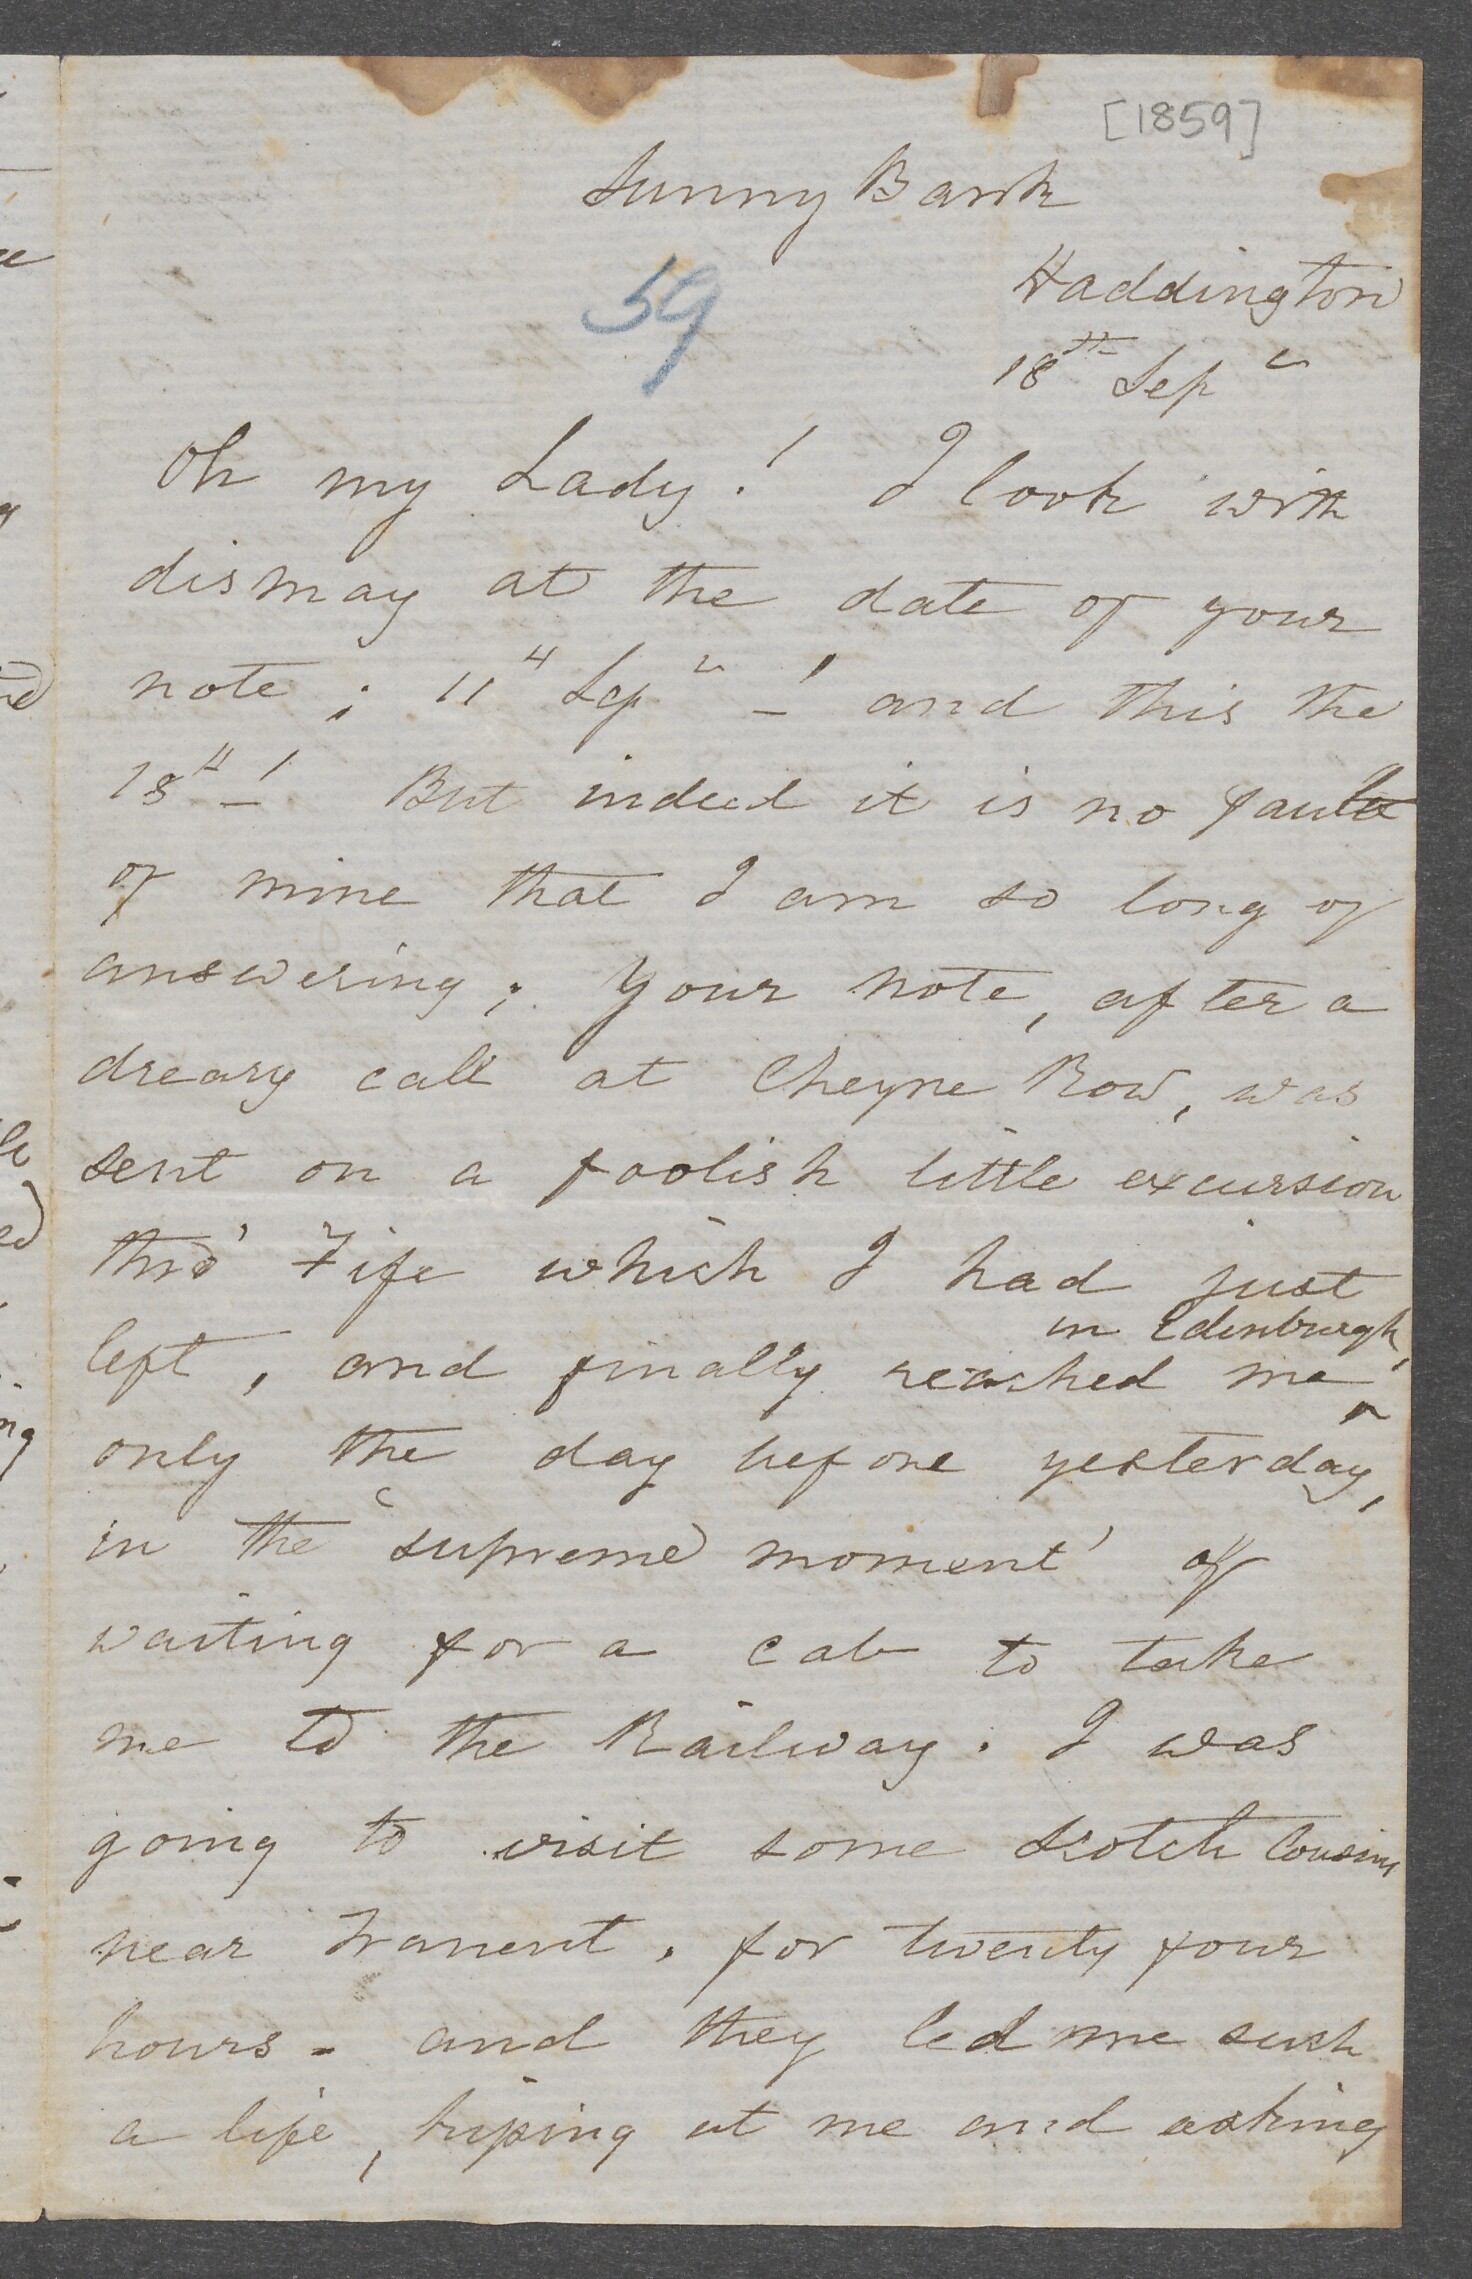 [1859]
Sunny Bank
Haddington
59
18th Sepr
Oh my Lady! I look with
dismay at the date of your
note; 11th Sepr—! and this the
18th—! But indeed it is no fault
of mine that I am so long of
answering; your note, after a
dreary call at Cheyne Row, was
sent on a foolish little excursion
thro' Fife which I had just
left, and finally reached me ^ in Edinburgh,
only the day before yesterday,
in the "supreme moment" of
waiting for a cab to take
me to the Railway. I was
going to visit some Scotch Cousins
near Tranent, for twenty four
hours - and they led me such
a life, kissing at me and asking